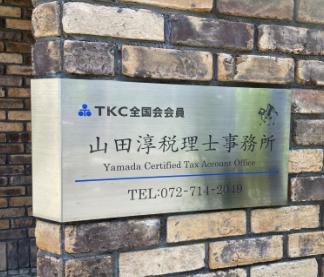 TKC全国会会員
山田淳税理士事務所
Yamada Certified Tax Account Office
TEL:072-714-2049